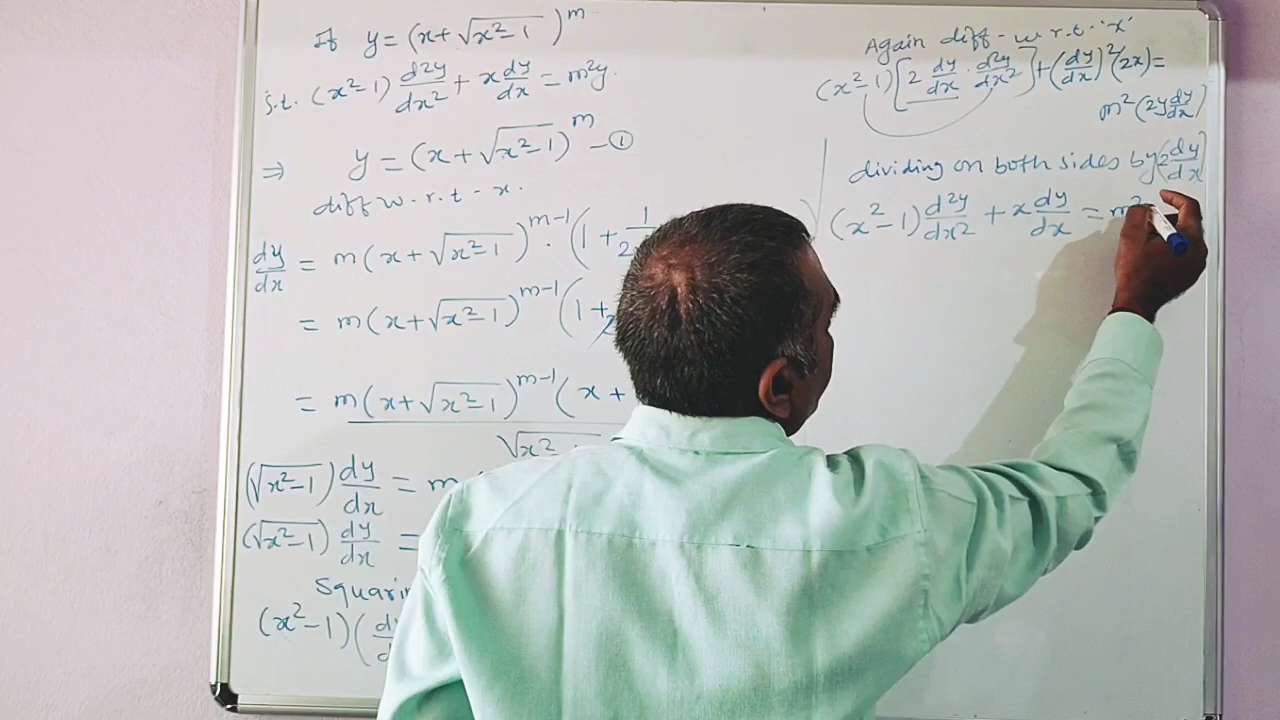 If y = (x+√(x²-1))^m
S.t. (x²-1) d²y/dx² + x dy/dx = m²y.
⇒ y = (x+√(x²-1))^m - ①
diff w.r.t - x.
dy/dx = m(x+√(x²-1))^(m-1) · (1 + 1/2
= m(x+√(x²-1))^(m-1) (1 +
= m(x+√(x²-1))^(m-1) (x + / √x²
(√(x²-1)) dy/dx = m
(√(x²-1)) dy/dx =
(x²-1)(
Again diff - w.r.t. 'x'
(x²-1)[2 dy/dx · d²y/dx²] + (dy/dx)²(2x) =
m²(2y dy/dx)
dividing on both sides by (2 dy/dx)
(x²-1) d²y/dx² + x dy/dx = m²